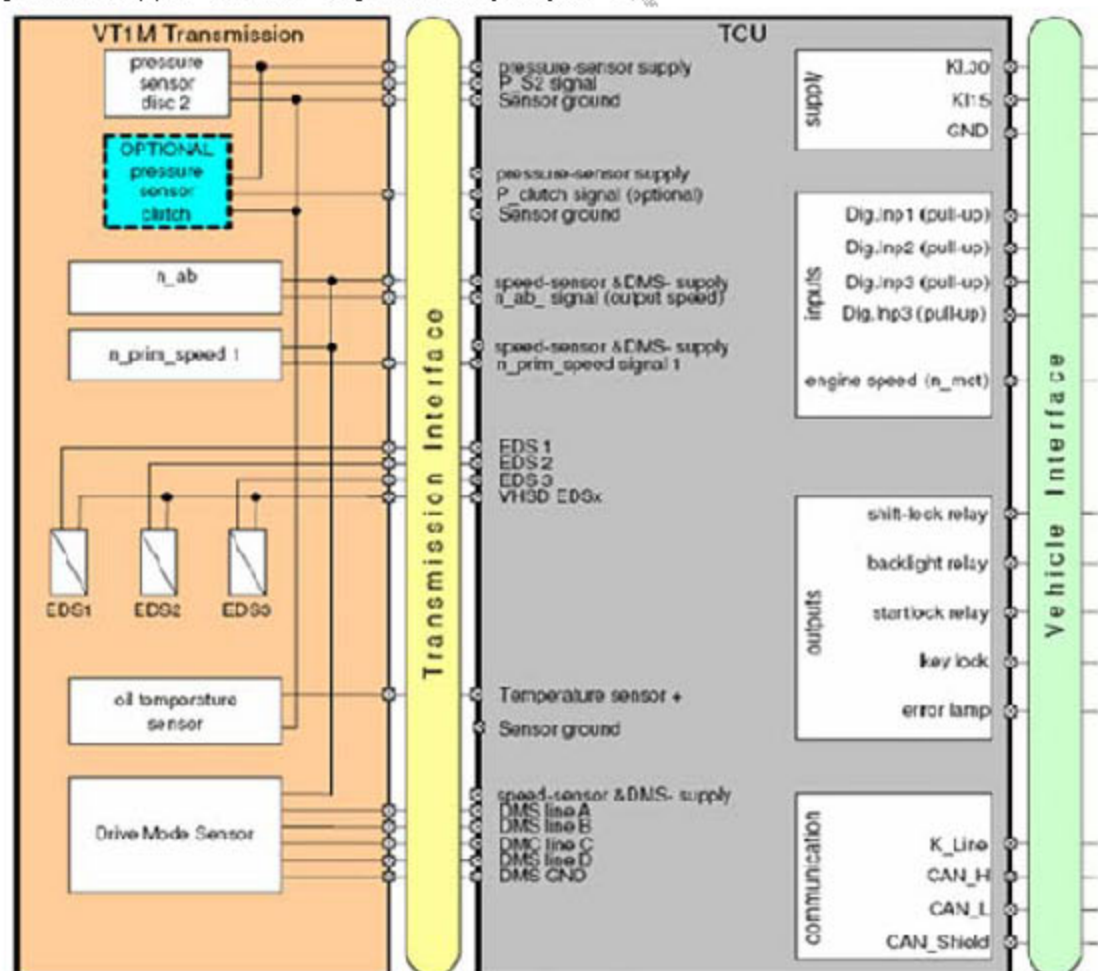 VT1M Transmission
pressure
sensor
disc 2
OPTIONAL
pressure
sensor
clutch
n_ab
n_prim_speed 1
EDS1
EDS2
EDS3
oil temporature
sensor
Drive Mode Sensor
Transmission Interface
TCU
pressure-sensor supply
P_S2 signal
Sensor ground
pressure-sensor supply
P_clutch signal (optional)
Sensor ground
speed-sensor &DMS- supply
n_ab_ signal (output speed)
speed-sensor &DMS- supply
n_prim_speed signal 1
EDS 1
EDS 2
EDS 3
VHSD EDSx
Temperature sensor +
Sensor ground
speed-sensor &DMS- supply
DMS line A
DMS line B
DMC line C
DMS line D
DMS GND
supply
Kl.30
Kl15
GND
inputs
Dig.Inp1 (pull-up)
Dig.Inp2 (pull-up)
Dig.Inp3 (pull-up)
Dig.Inp3 (pull-up)
engine speed (n_mot)
outputs
shift-lock relay
backlight relay
startlock relay
key lock
error lamp
communication
K_Line
CAN_H
CAN_L
CAN_Shield
Vehicle Interface